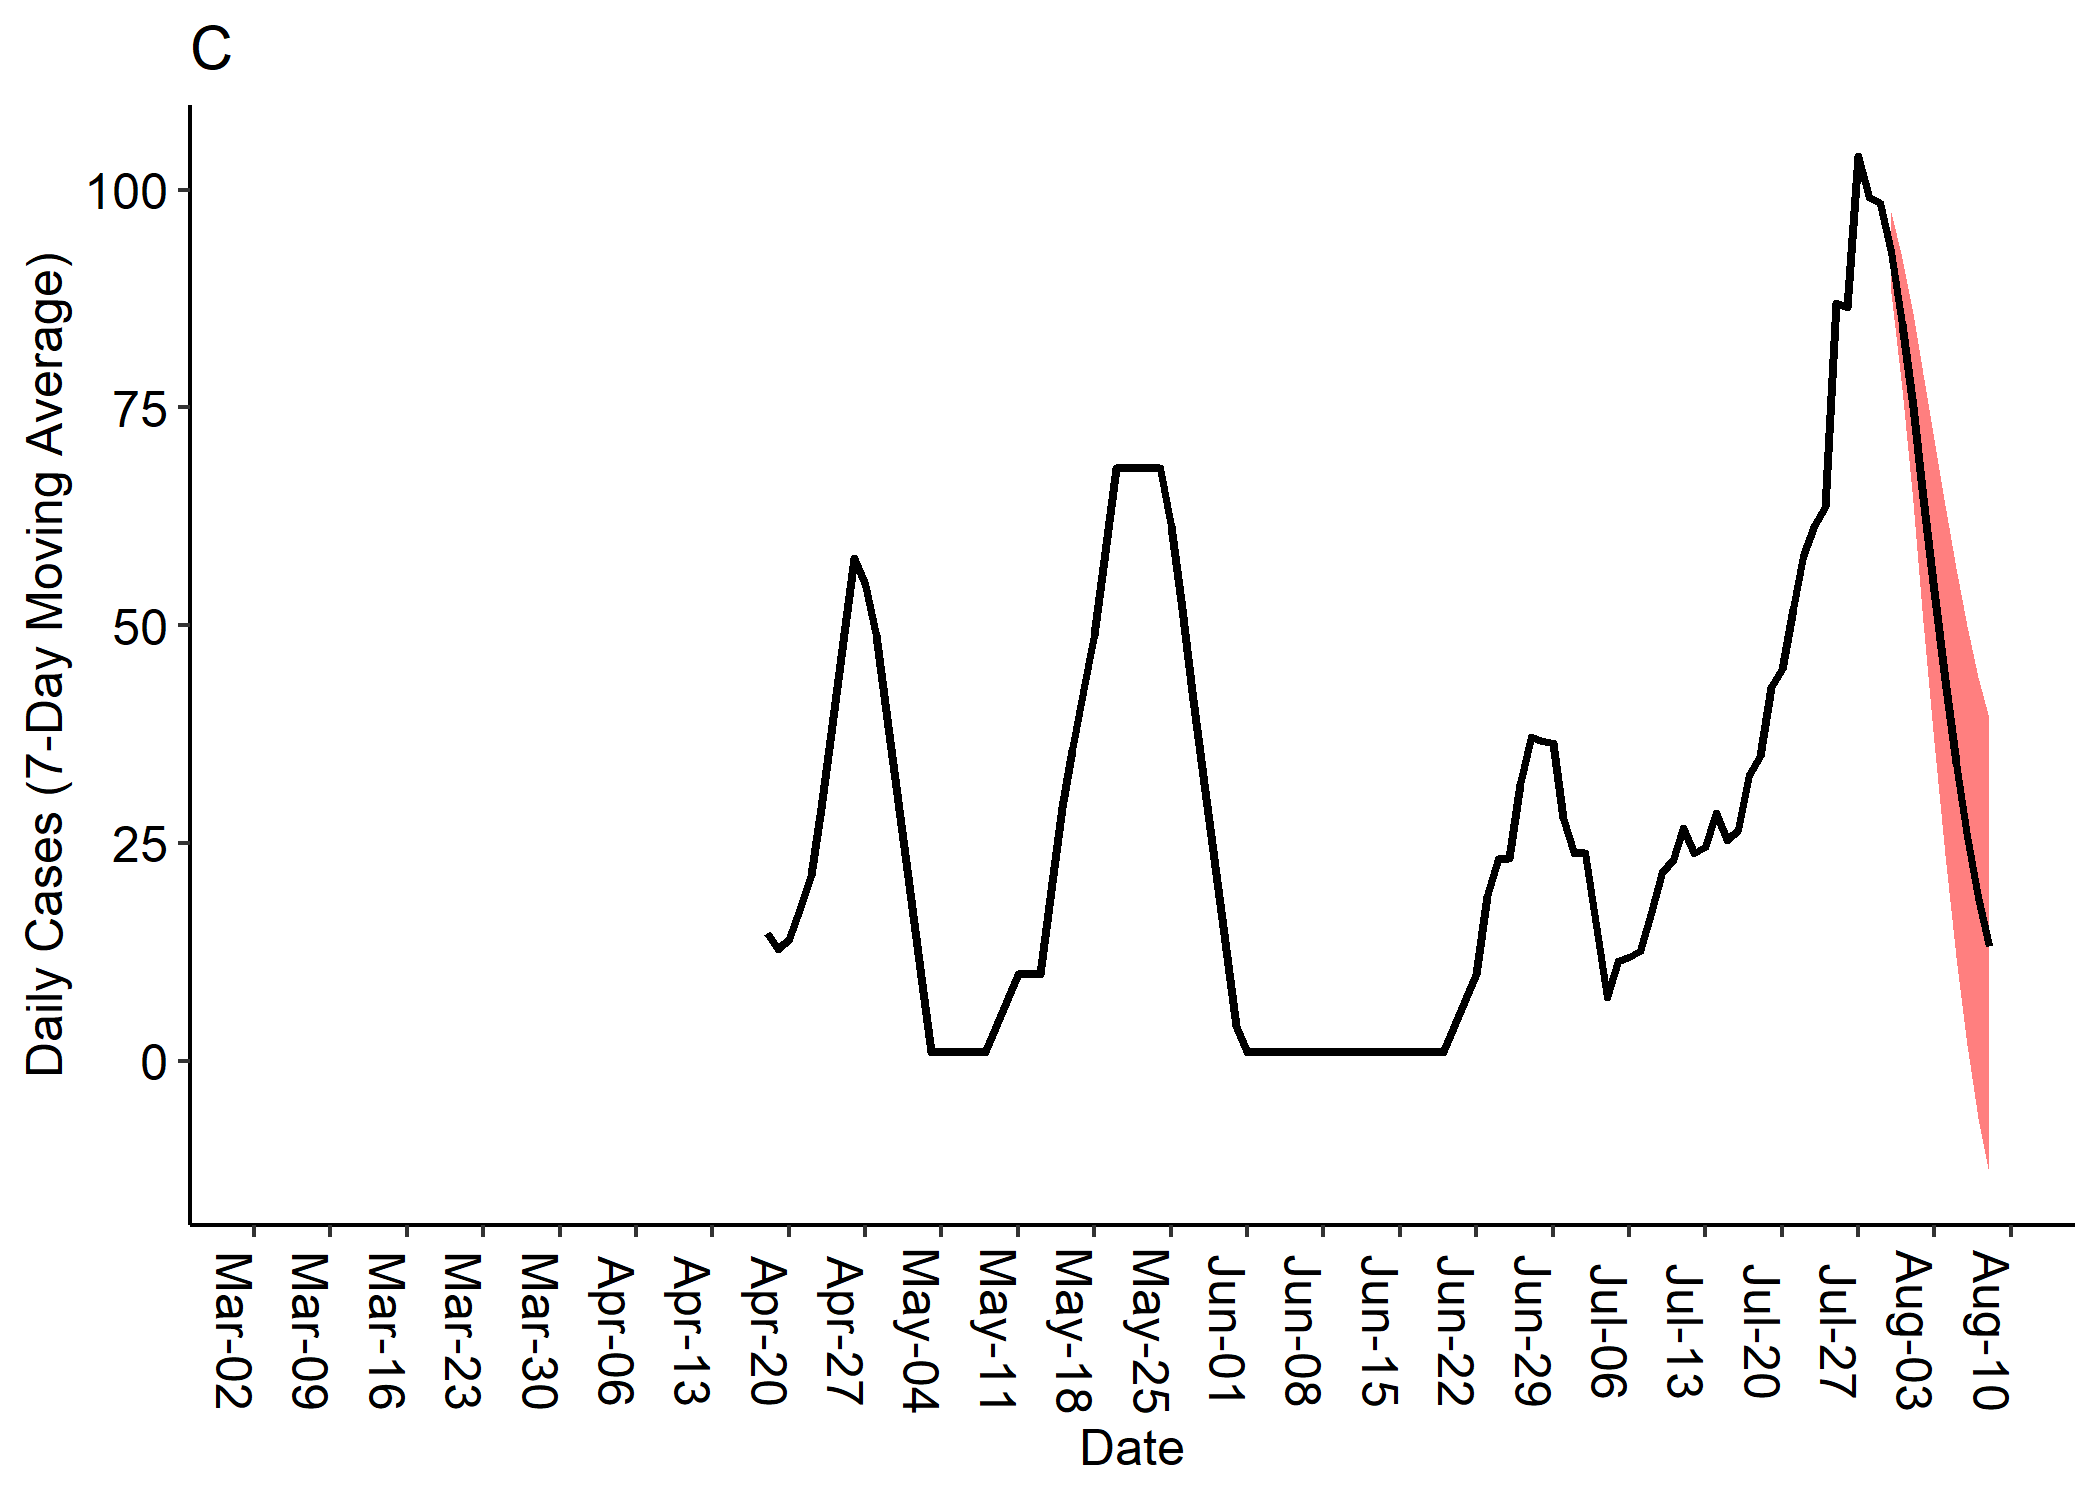 C
Daily Cases (7-Day Moving Average)
100
75
50
25
0
Mar-02
Mar-09
Mar-16
Mar-23
Mar-30
Apr-06
Apr-13
Apr-20
Apr-27
May-04
May-11
May-18
May-25
Jun-01
Jun-08
Jun-15
Jun-22
Jun-29
Jul-06
Jul-13
Jul-20
Jul-27
Aug-03
Aug-10
Date